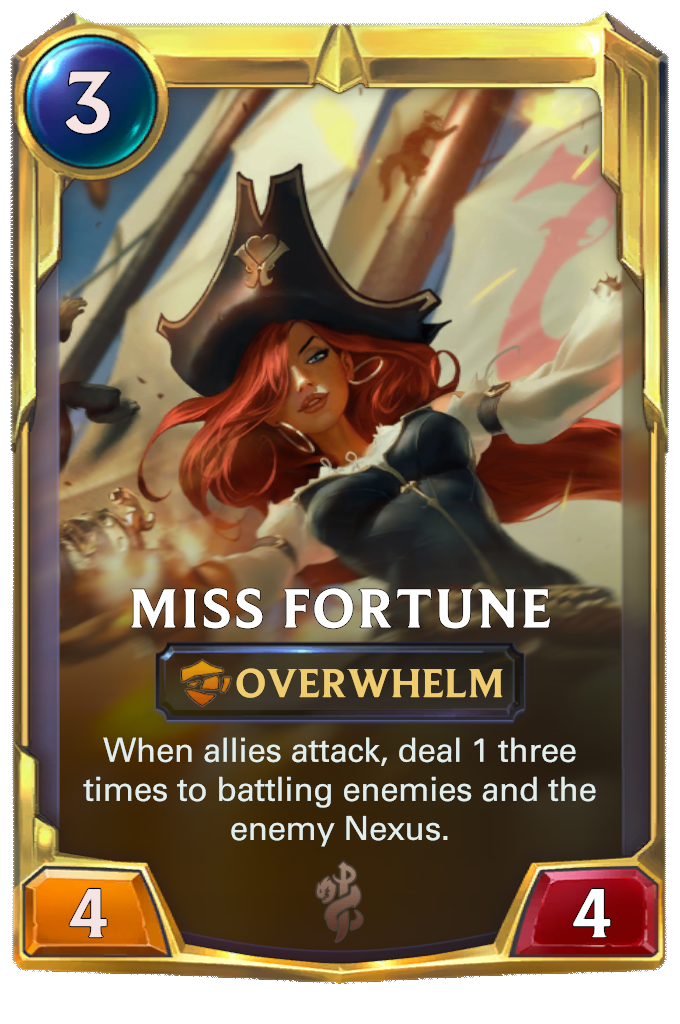 3
MISS FORTUNE
OVERWHELM
When allies attack, deal 1 three
times to battling enemies and the
enemy Nexus.
4 4